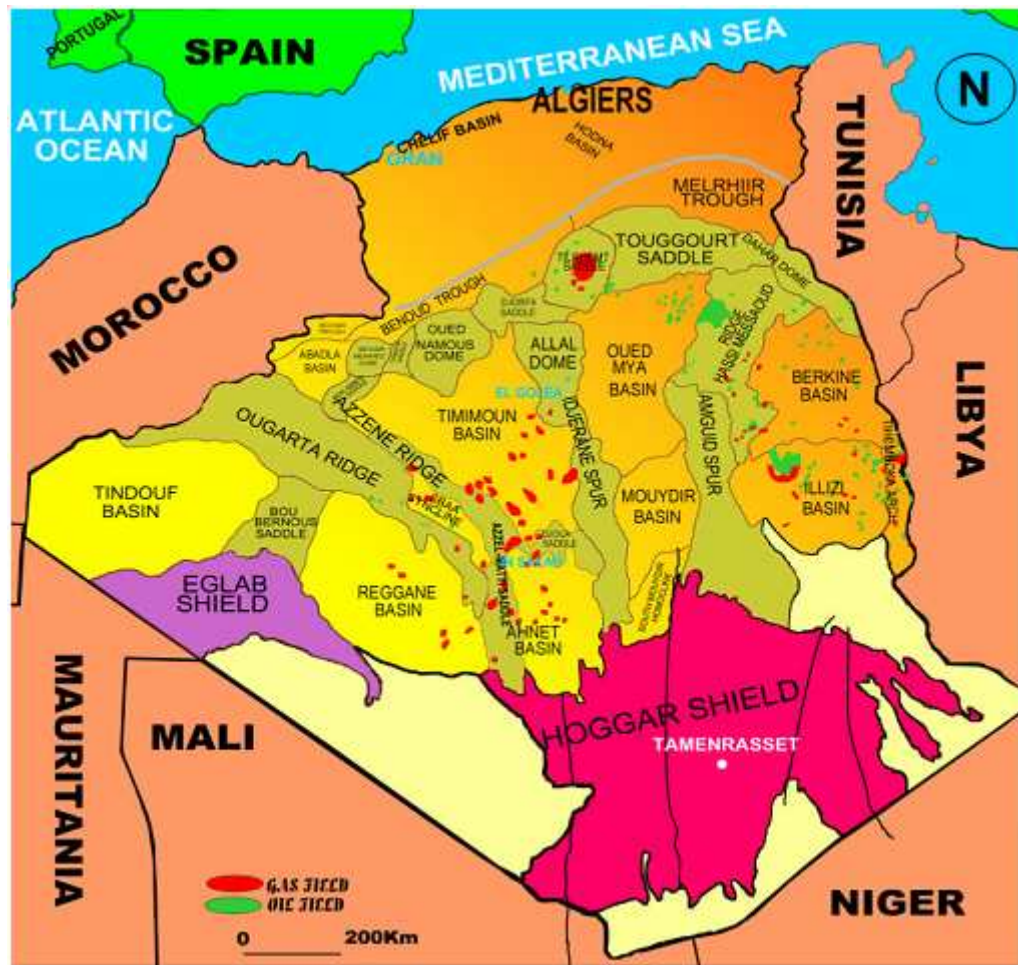 PORTUGAL
SPAIN
MEDITERRANEAN SEA
N
ATLANTIC
OCEAN
ALGIERS
CHELIF BASIN
ORAN
HODNA
BASIN
TUNISIA
MELRHIIR
TROUGH
MOROCCO
TOUGGOURT
SADDLE
DAHAR DOME
BENOUD TROUGH
SADDLE
OUED
NAMOUS
DOME
ALLAL
DOME
OUED
MYA
BASIN
RIDGE
HASSI MESSAOUD
BERKINE
BASIN
LIBYA
ABADLA
BASIN
EL GOLEA
TIMIMOUN
BASIN
AZZENE RIDGE
OUGARTA RIDGE
IDJERANE SPUR
AMGUID SPUR
TINDOUF
BASIN
BOU
BERNOUS
SADDLE
SYNCLINE
MOUYDIR
BASIN
ILLIZI
BASIN
SADDLE
EGLAB
SHIELD
REGGANE
BASIN
AHNET
BASIN
HOGGAR SHIELD
TAMENRASSET
MAURITANIA
MALI
NIGER
GAS FIELD
OIL FIELD
0 200Km